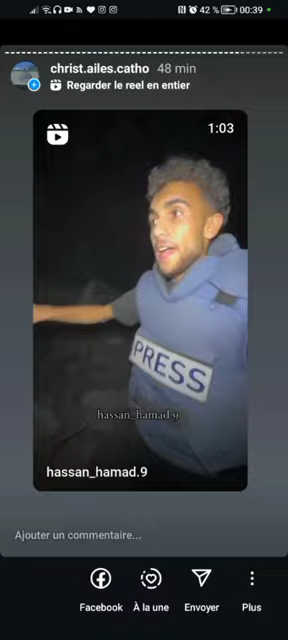 42 %
00:39
christ.ailes.catho 48 min
Regarder le reel en entier
1:03
PRESS
hassan_hamad.9
hassan_hamad.9
Ajouter un commentaire...
Facebook
À la une
Envoyer
Plus